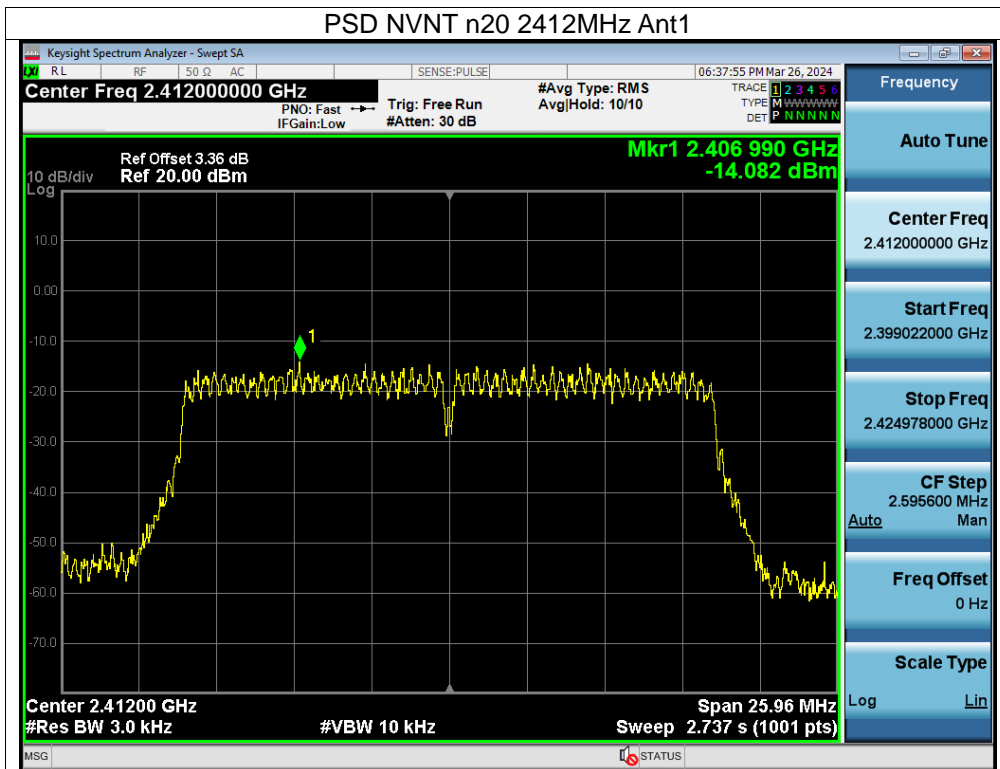 PSD NVNT n20 2412MHz Ant1
Keysight Spectrum Analyzer - Swept SA
LXI RL RF 50 Ω AC SENSE:PULSE 06:37:55 PM Mar 26, 2024
Center Freq 2.412000000 GHz
PNO: Fast
IFGain:Low
Trig: Free Run
#Atten: 30 dB
#Avg Type: RMS
Avg|Hold: 10/10
TRACE 1 2 3 4 5 6
TYPE M W W W W W
DET P N N N N N
Mkr1 2.406 990 GHz
-14.082 dBm
Ref Offset 3.36 dB
10 dB/div Ref 20.00 dBm
Log
10.0
0.00
-10.0
-20.0
-30.0
-40.0
-50.0
-60.0
-70.0
1
Center 2.41200 GHz Span 25.96 MHz
#Res BW 3.0 kHz #VBW 10 kHz Sweep 2.737 s (1001 pts)
MSG STATUS
Frequency
Auto Tune
Center Freq
2.412000000 GHz
Start Freq
2.399022000 GHz
Stop Freq
2.424978000 GHz
CF Step
2.595600 MHz
Auto Man
Freq Offset
0 Hz
Scale Type
Log Lin